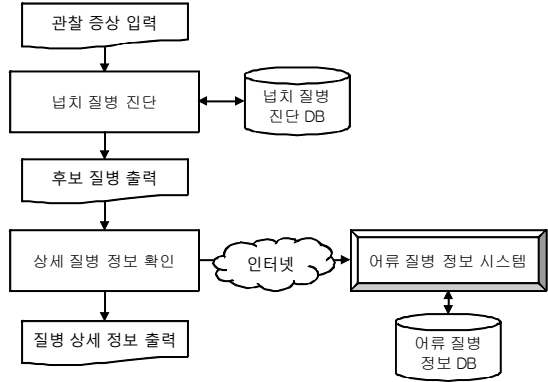 관찰 증상 입력
넙치 질병 진단
넙치 질병
진단 DB
후보 질병 출력
상세 질병 정보 확인
인터넷
어류 질병 정보 시스템
질병 상세 정보 출력
어류 질병
정보 DB